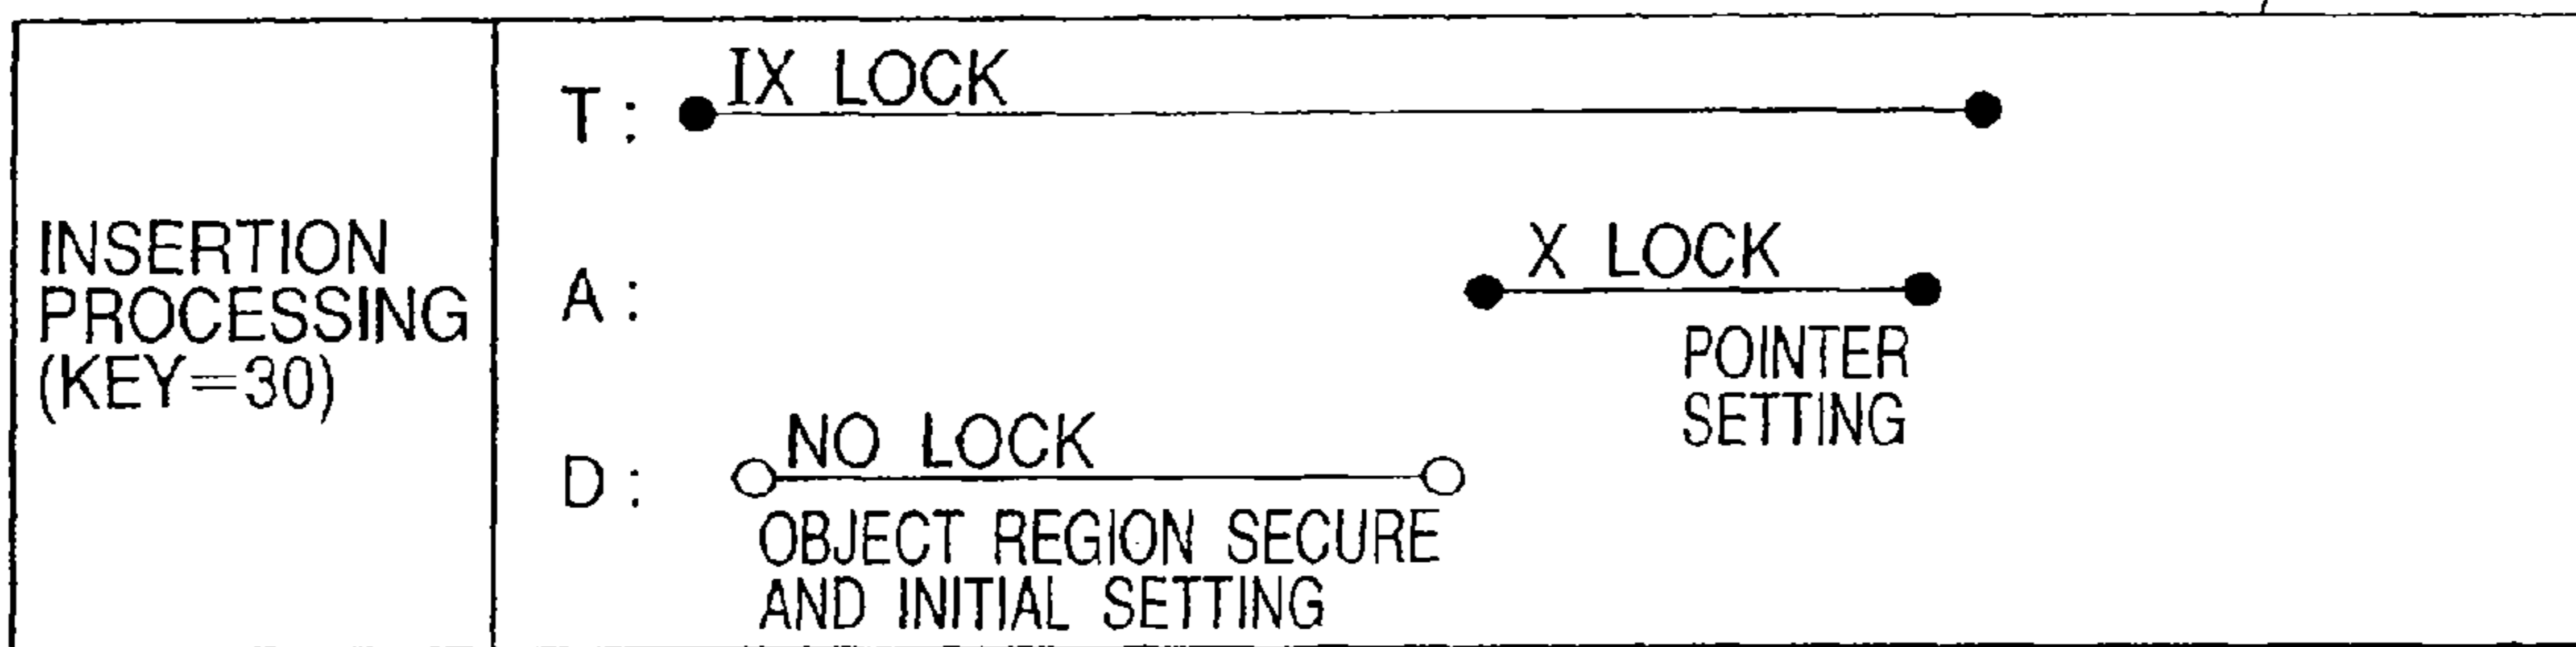 INSERTION
PROCESSING
(KEY=30)
T: IX LOCK
A: X LOCK
POINTER
SETTING
D: NO LOCK
OBJECT REGION SECURE
AND INITIAL SETTING